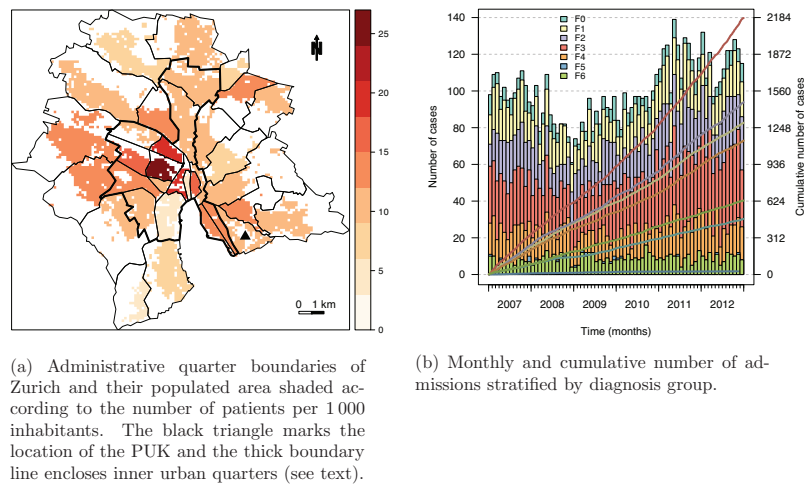 N
25
20
15
10
5
0
0 1 km
(a) Administrative quarter boundaries of
Zurich and their populated area shaded ac-
cording to the number of patients per 1 000
inhabitants. The black triangle marks the
location of the PUK and the thick boundary
line encloses inner urban quarters (see text).
140
120
100
80
60
40
20
0
Number of cases
F0
F1
F2
F3
F4
F5
F6
2184
1872
1560
1248
936
624
312
0
Cumulative number of cases
2007 2008 2009 2010 2011 2012
Time (months)
(b) Monthly and cumulative number of ad-
missions stratified by diagnosis group.